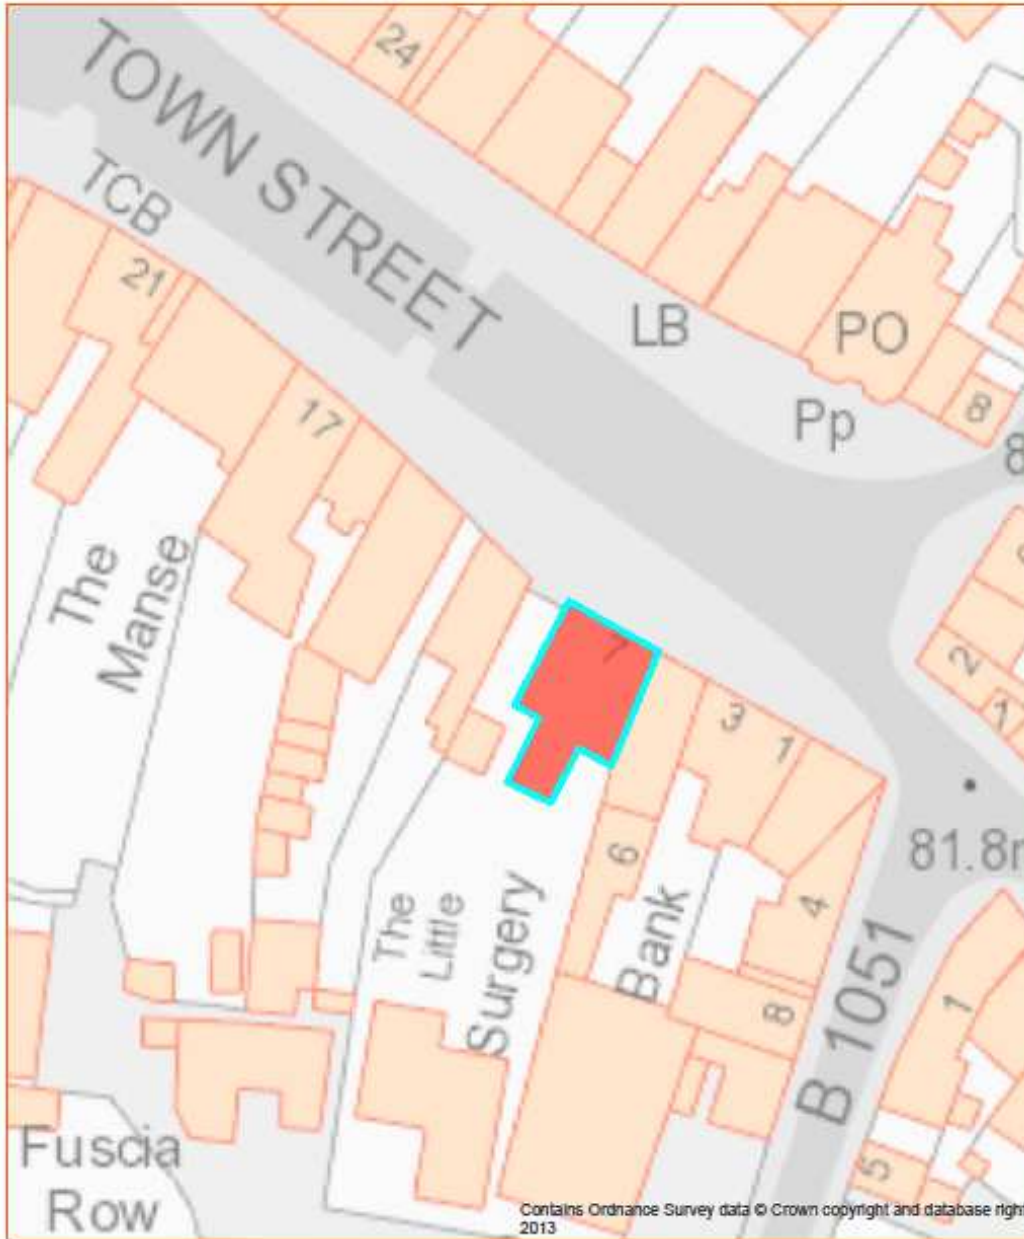 24
TOWN STREET
TCB
21
LB
PO
Pp
8
17
The
Manse
7
2
1
3
1
81.8
6
4
The
Little
Surgery
Bank
8
B 1051
1
5
Fuscia
Row
Contains Ordnance Survey data © Crown copyright and database right
2013